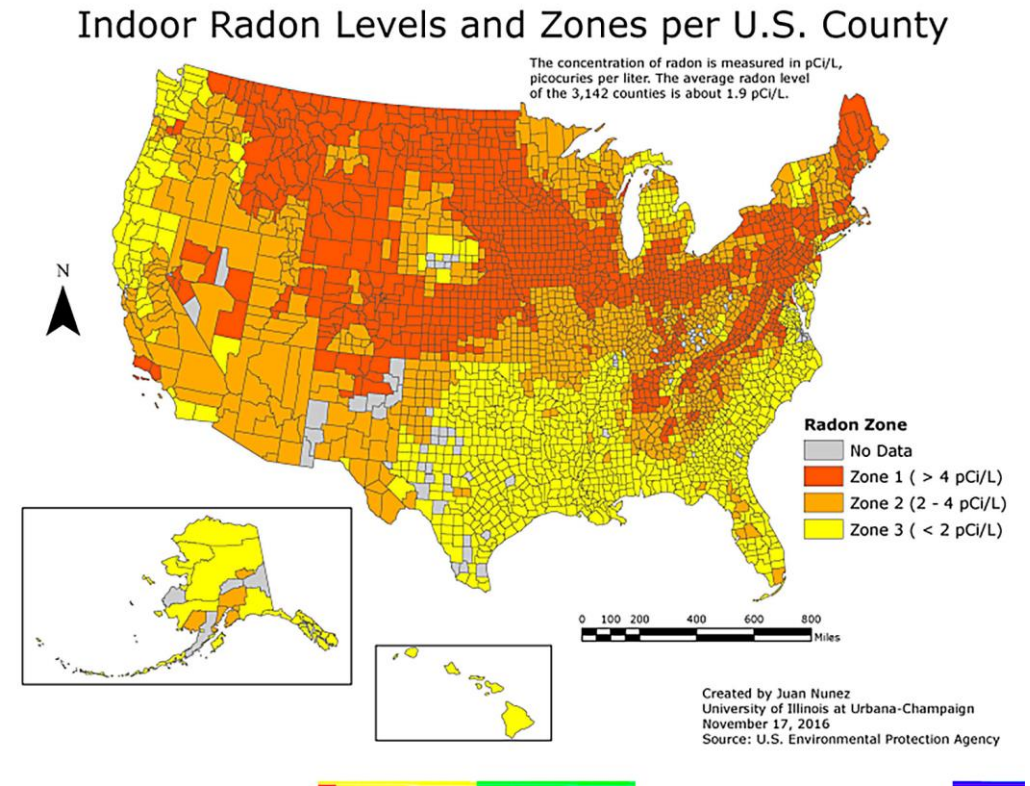 Indoor Radon Levels and Zones per U.S. County
The concentration of radon is measured in pCi/L,
picocuries per liter. The average radon level
of the 3,142 counties is about 1.9 pCi/L.
N
Radon Zone
No Data
Zone 1 ( > 4 pCi/L)
Zone 2 (2 - 4 pCi/L)
Zone 3 ( < 2 pCi/L)
0 100 200 400 600 800
Miles
Created by Juan Nunez
University of Illinois at Urbana-Champaign
November 17, 2016
Source: U.S. Environmental Protection Agency